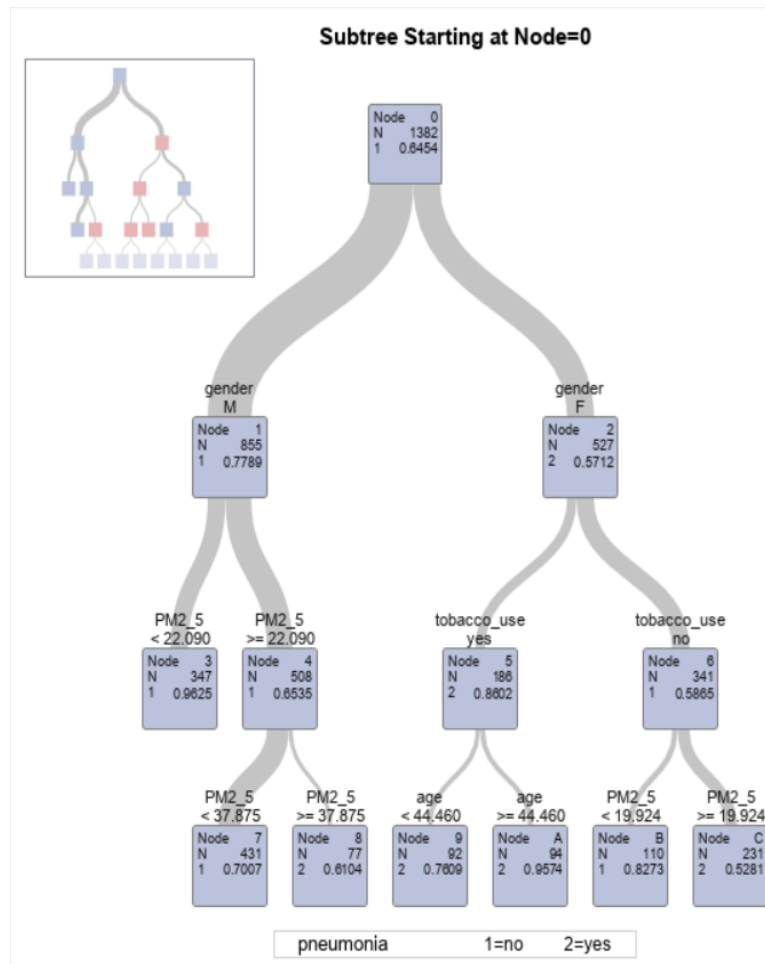 Subtree Starting at Node=0
Node 0
N 1382
1 0.6454
gender
M
Node 1
N 855
1 0.7789
gender
F
Node 2
N 527
2 0.5712
PM2_5
< 22.090
Node 3
N 347
1 0.9625
PM2_5
>= 22.090
Node 4
N 508
1 0.6535
tobacco_use
yes
Node 5
N 186
2 0.8602
tobacco_use
no
Node 6
N 341
1 0.5865
PM2_5
< 37.875
Node 7
N 431
1 0.7007
PM2_5
>= 37.875
Node 8
N 77
2 0.6104
age
< 44.460
Node 9
N 92
2 0.7609
age
>= 44.460
Node A
N 94
2 0.9574
PM2_5
< 19.924
Node B
N 110
1 0.8273
PM2_5
>= 19.924
Node C
N 231
2 0.5281
pneumonia 1=no 2=yes